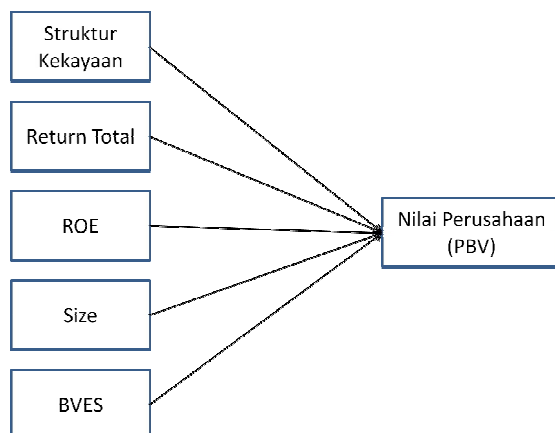 Struktur
Kekayaan
Return Total
ROE
Size
BVES
Nilai Perusahaan
(PBV)